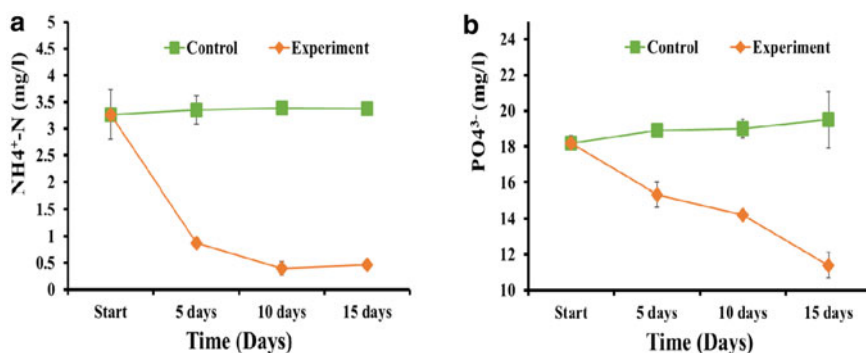 a
Control Experiment
NH4⁺-N (mg/l)
5
4.5
4
3.5
3
2.5
2
1.5
1
0.5
0
Start 5 days 10 days 15 days
Time (Days)
b
Control Experiment
PO4³⁻ (mg/l)
24
22
20
18
16
14
12
10
Start 5 days 10 days 15 days
Time (Days)